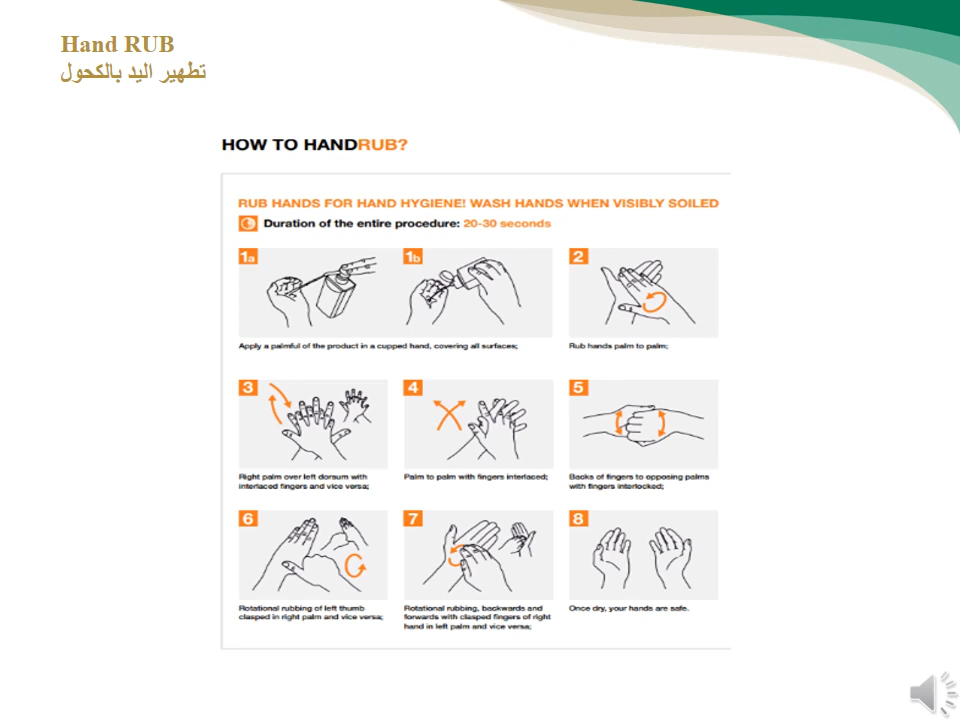 Hand RUB
تطهير اليد بالكحول
HOW TO HANDRUB?
RUB HANDS FOR HAND HYGIENE! WASH HANDS WHEN VISIBLY SOILED
Duration of the entire procedure: 20-30 seconds
1a
1b
2
Apply a palmful of the product in a cupped hand, covering all surfaces;
Rub hands palm to palm;
3
4
5
Right palm over left dorsum with
interlaced fingers and vice versa;
Palm to palm with fingers interlaced;
Backs of fingers to opposing palms
with fingers interlocked;
6
7
8
Rotational rubbing of left thumb
clasped in right palm and vice versa;
Rotational rubbing, backwards and
forwards with clasped fingers of right
hand in left palm and vice versa;
Once dry, your hands are safe.